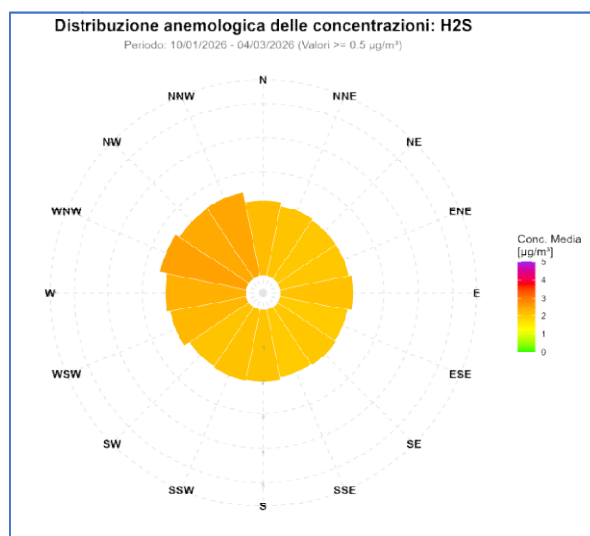 Distribuzione anemologica delle concentrazioni: H2S
Periodo: 10/01/2026 - 04/03/2026 (Valori >= 0.5 µg/m³)
N
NNW
NNE
NW
NE
WNW
ENE
W
E
WSW
ESE
SW
SE
SSW
SSE
S
Conc. Media
[µg/m³]
5
4
3
2
1
0